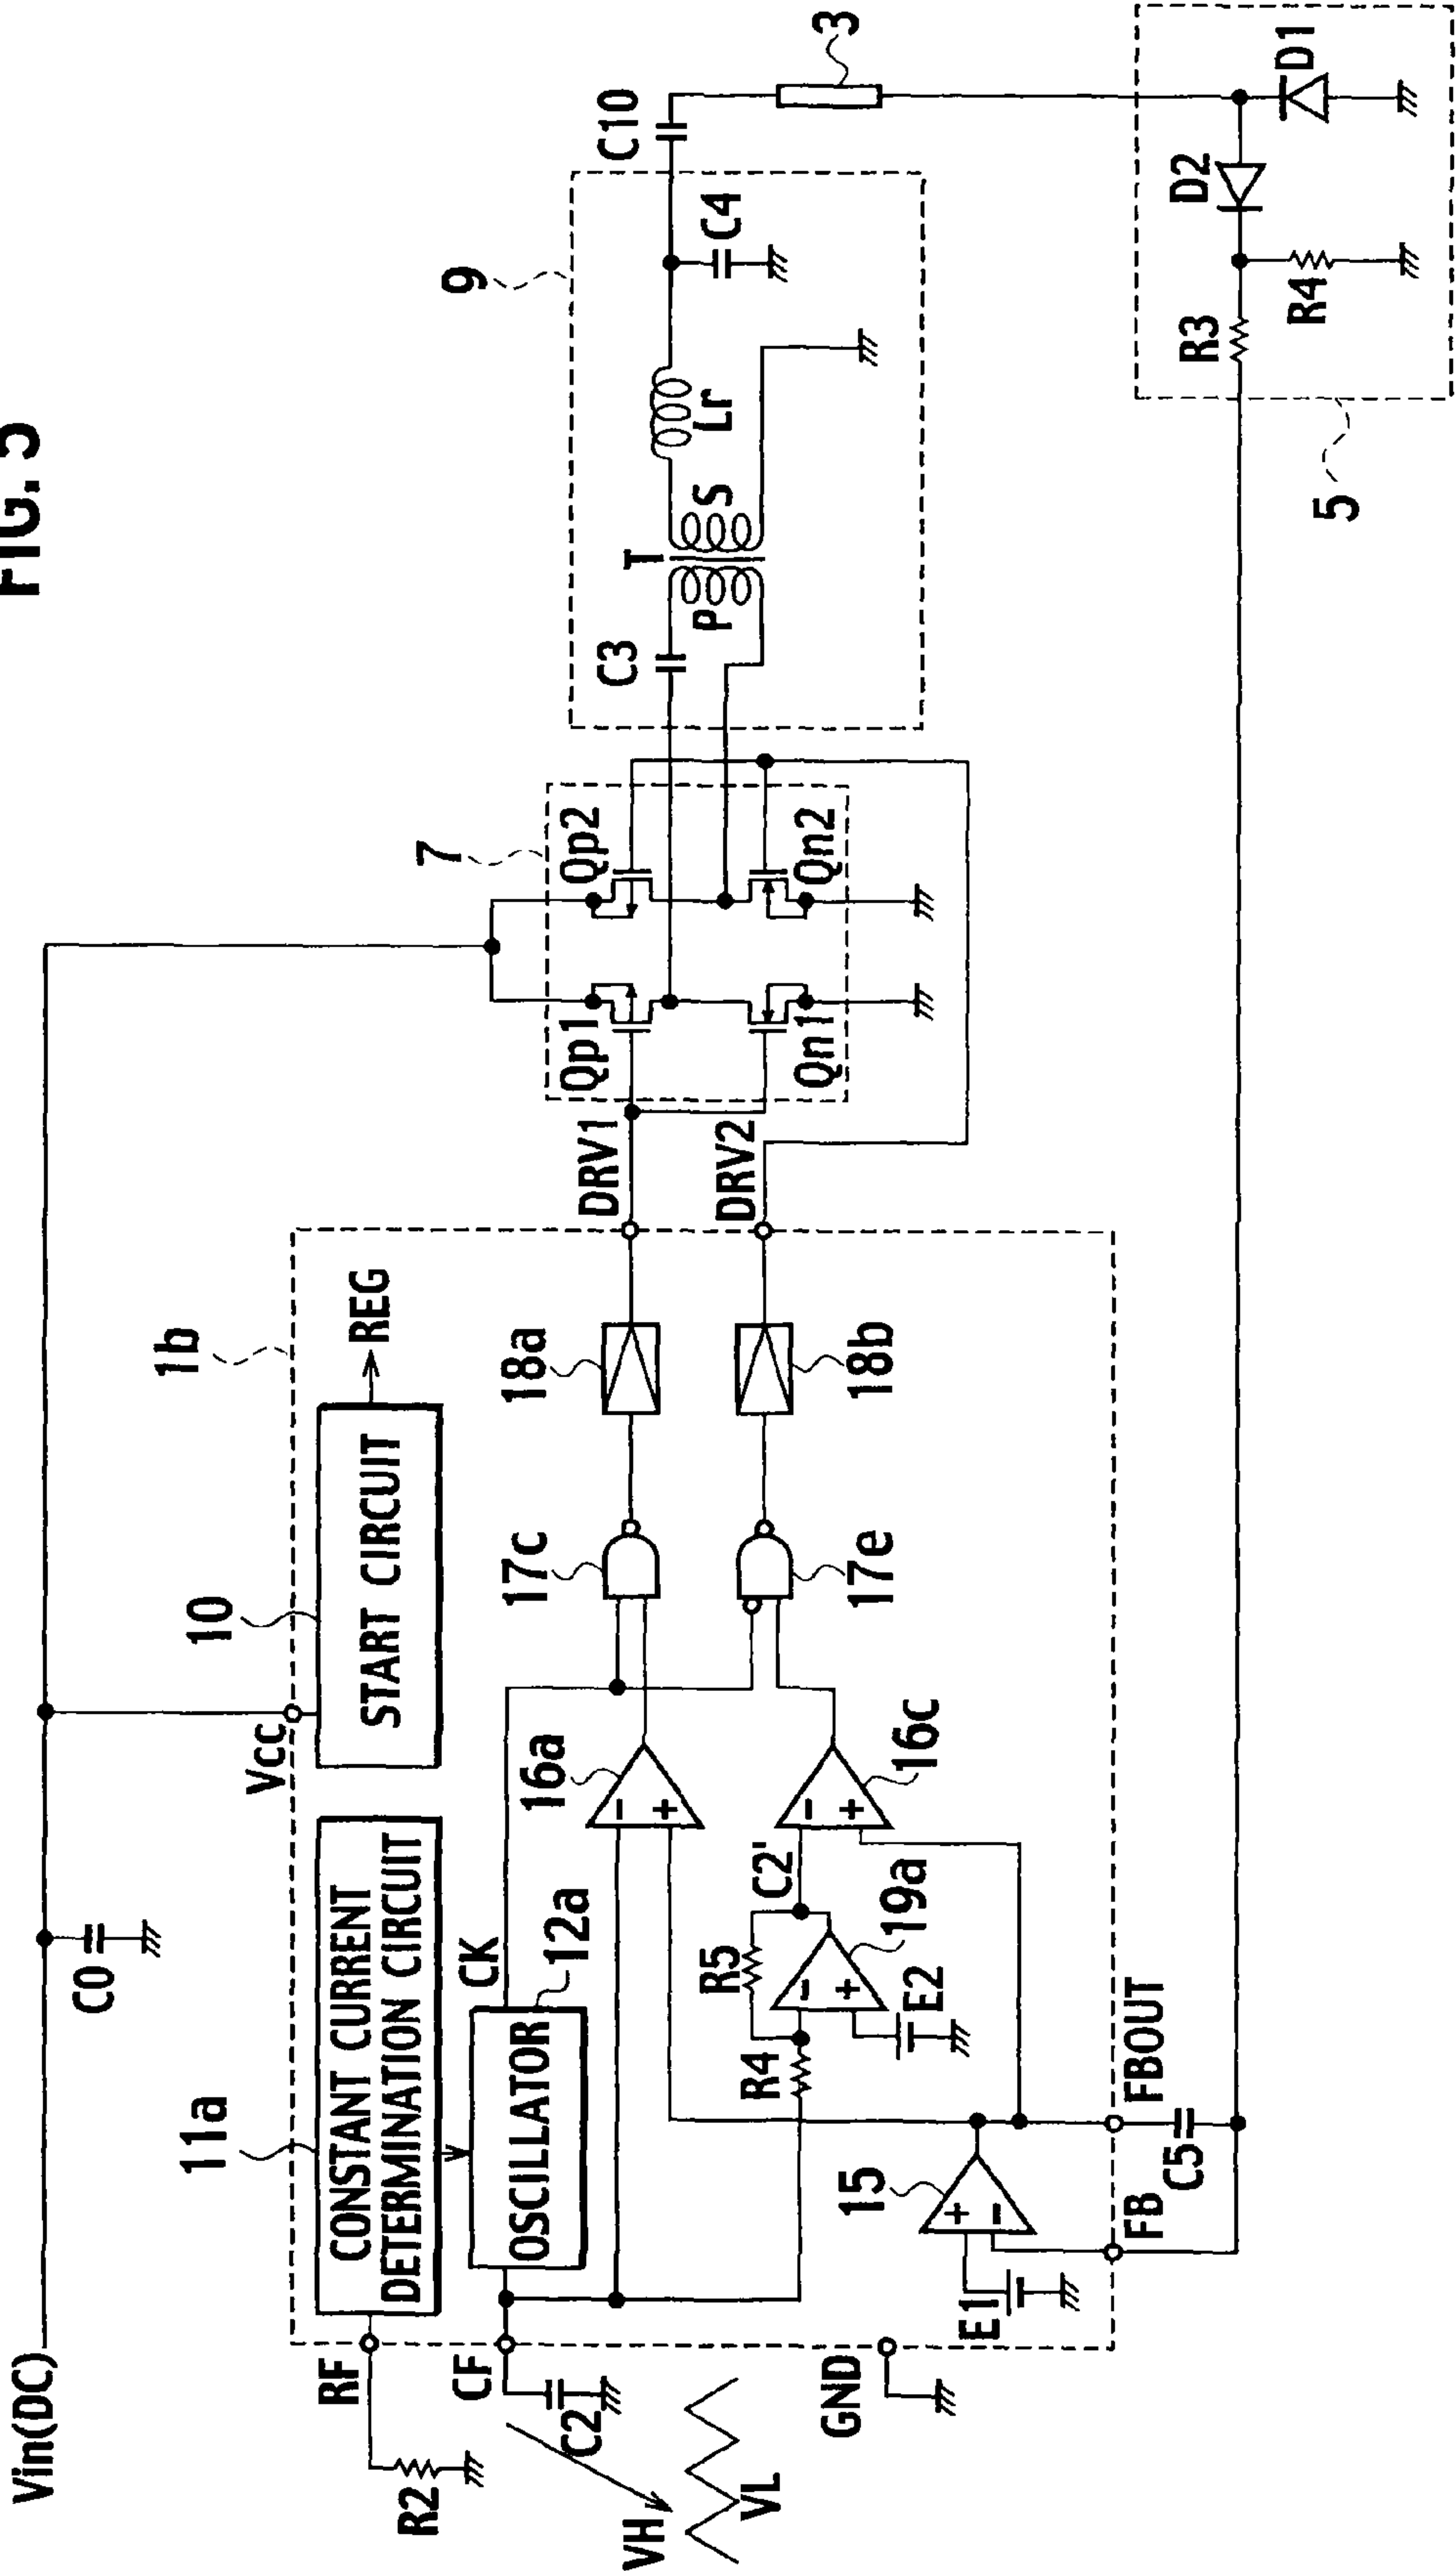 FIG. 5
Vin(DC)
C0
Vcc
1b
10
START CIRCUIT
REG
11a
CONSTANT CURRENT
DETERMINATION CIRCUIT
RF
R2
CF
C2
VH
VL
OSCILLATOR
12a
CK
16a
-
+
17c
18a
DRV1
7
Qp1
Qp2
Qn1
Qn2
9
C3
T
P
S
Lr
C4
C10
3
R4
R5
-
+
19a
E2
C2'
-
+
16c
17e
18b
DRV2
GND
E1
15
+
-
FB
FBOUT
C5
5
R3
R4
D2
D1